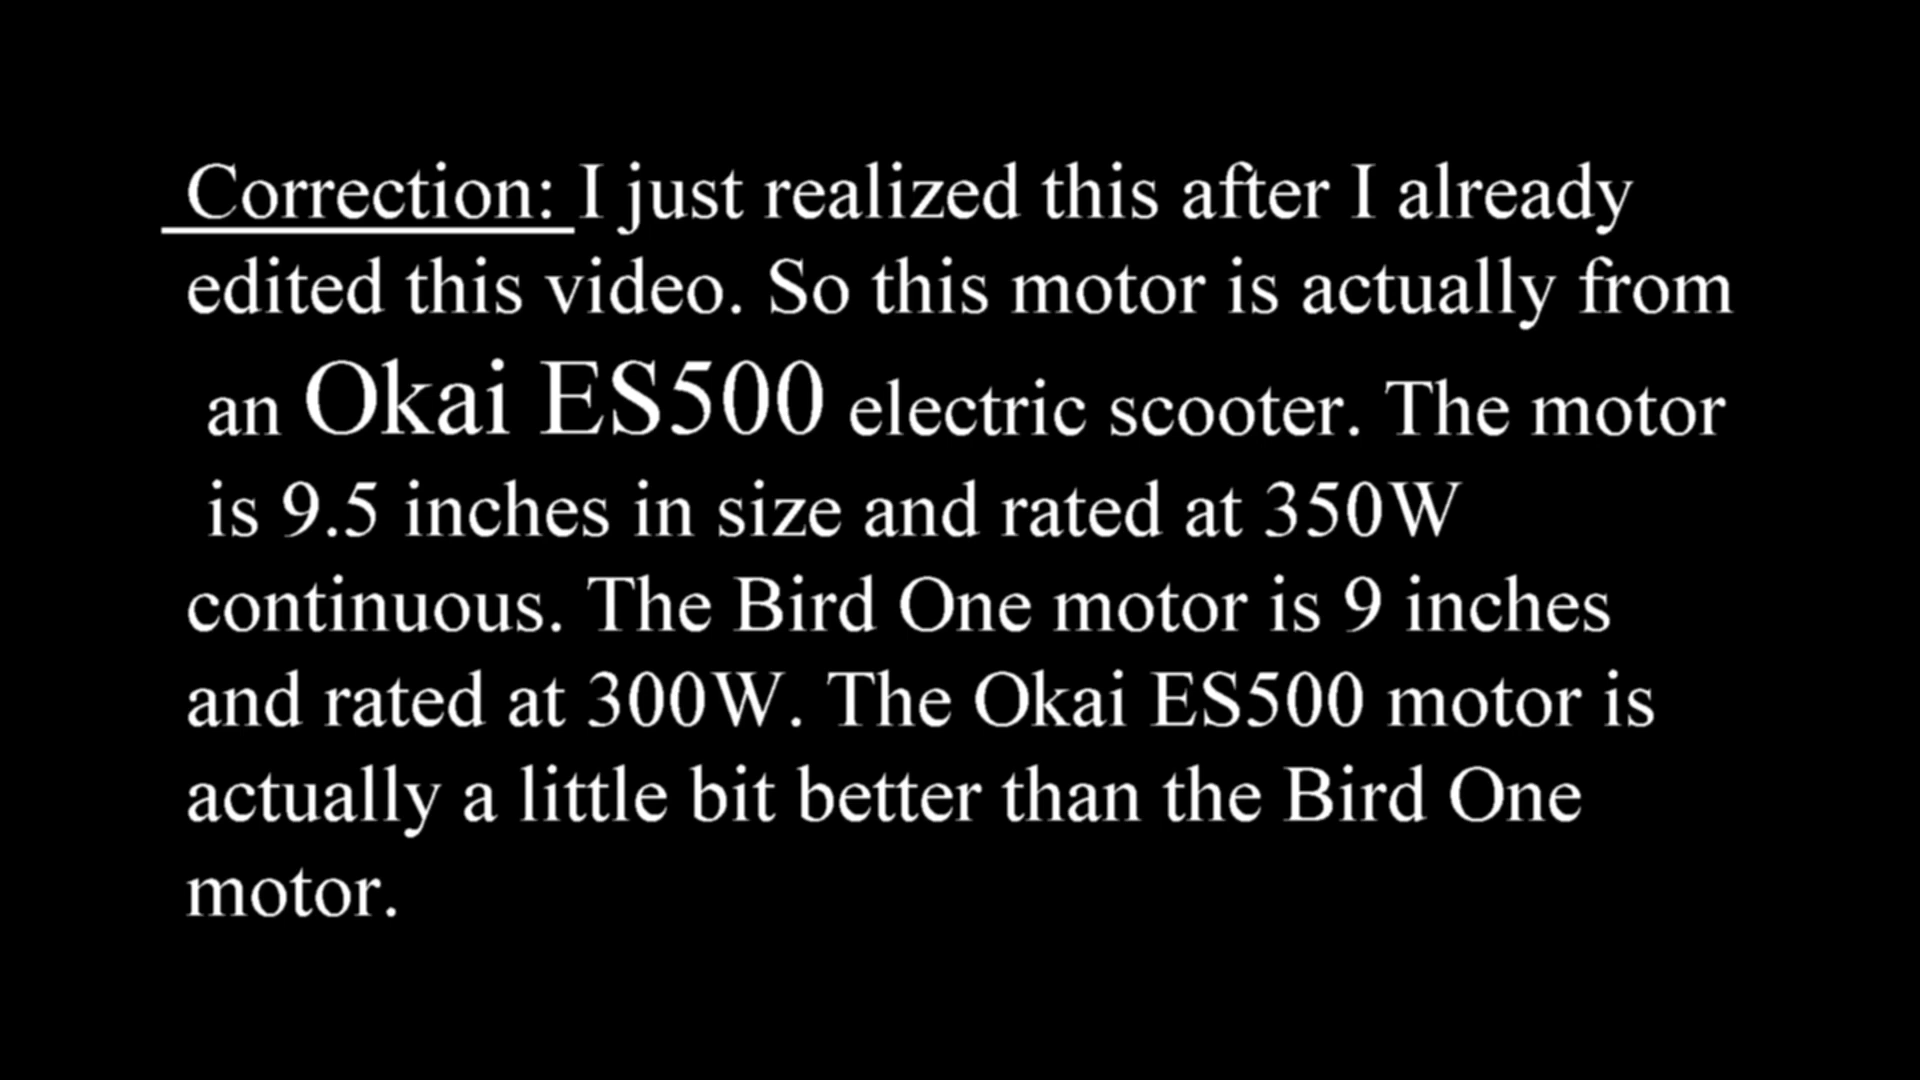 Correction: I just realized this after I already
edited this video. So this motor is actually from
an Okai ES500 electric scooter. The motor
is 9.5 inches in size and rated at 350W
continuous. The Bird One motor is 9 inches
and rated at 300W. The Okai ES500 motor is
actually a little bit better than the Bird One
motor.